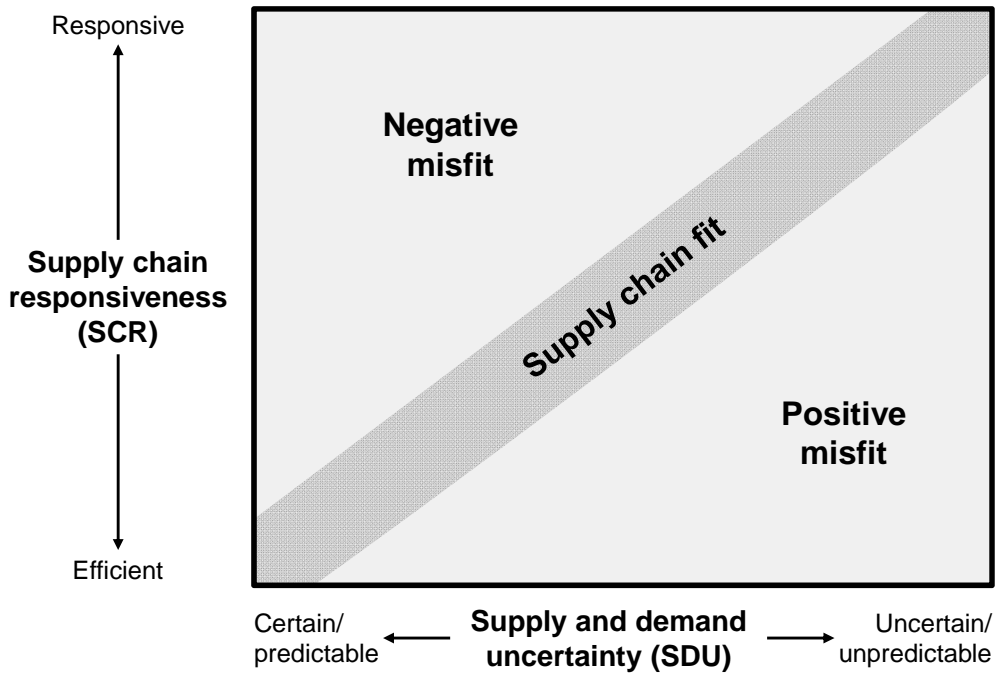 Responsive
Supply chain
responsiveness
(SCR)
Efficient
Negative
misfit
Supply chain fit
Positive
misfit
Certain/
predictable
Supply and demand
uncertainty (SDU)
Uncertain/
unpredictable